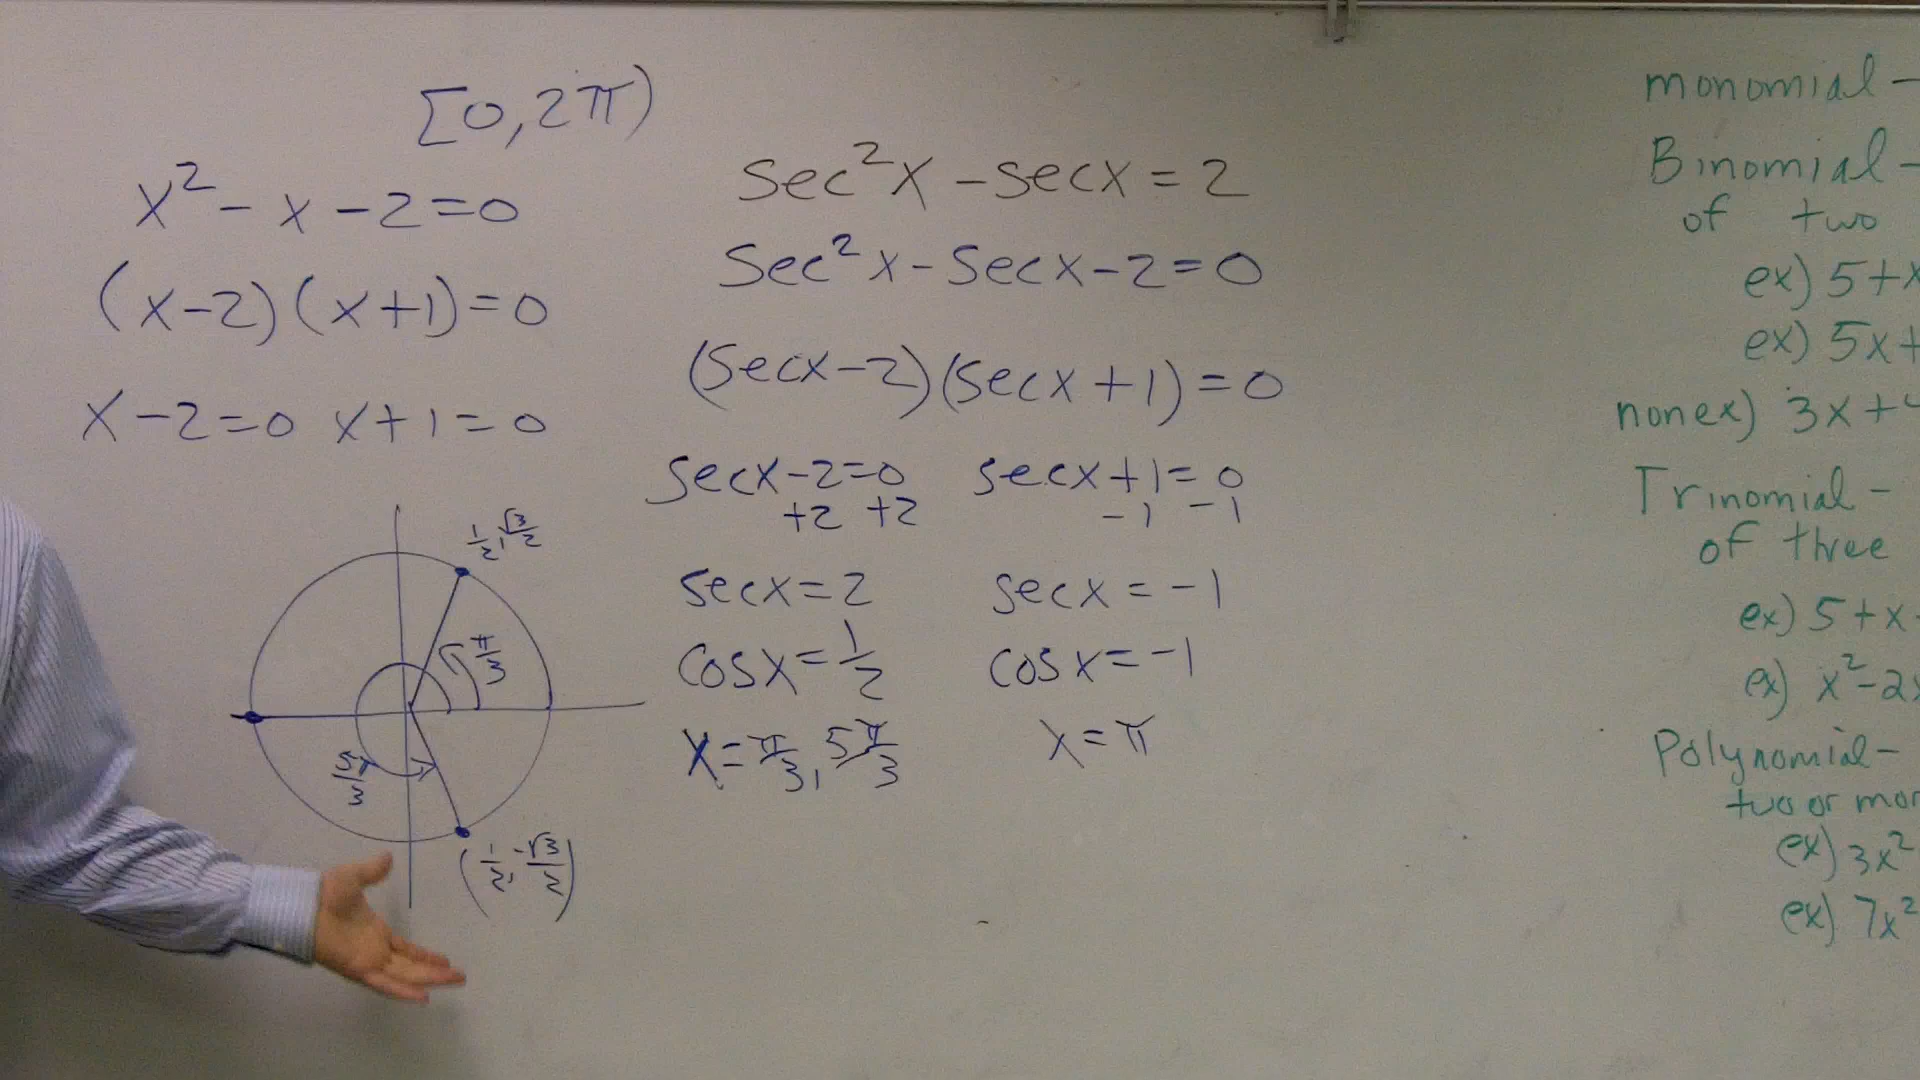 [0, 2π)
x² - x - 2 = 0
(x-2)(x+1) = 0
x - 2 = 0 x + 1 = 0
1/2, √3/2
π/3
5π/3
(1/2, -√3/2)
sec²x - secx = 2
sec²x - secx - 2 = 0
(secx - 2)(secx + 1) = 0
secx - 2 = 0 secx + 1 = 0
+2 +2 -1 -1
secx = 2 secx = -1
cosx = 1/2 cosx = -1
x = π/3, 5π/3 x = π
monomial -
Binomial -
of two
ex) 5 + x
ex) 5x +
nonex) 3x + 4
Trinomial -
of three
ex) 5 + x -
ex) x² - 2x
Polynomial -
two or mor
ex) 3x²
ex) 7x²